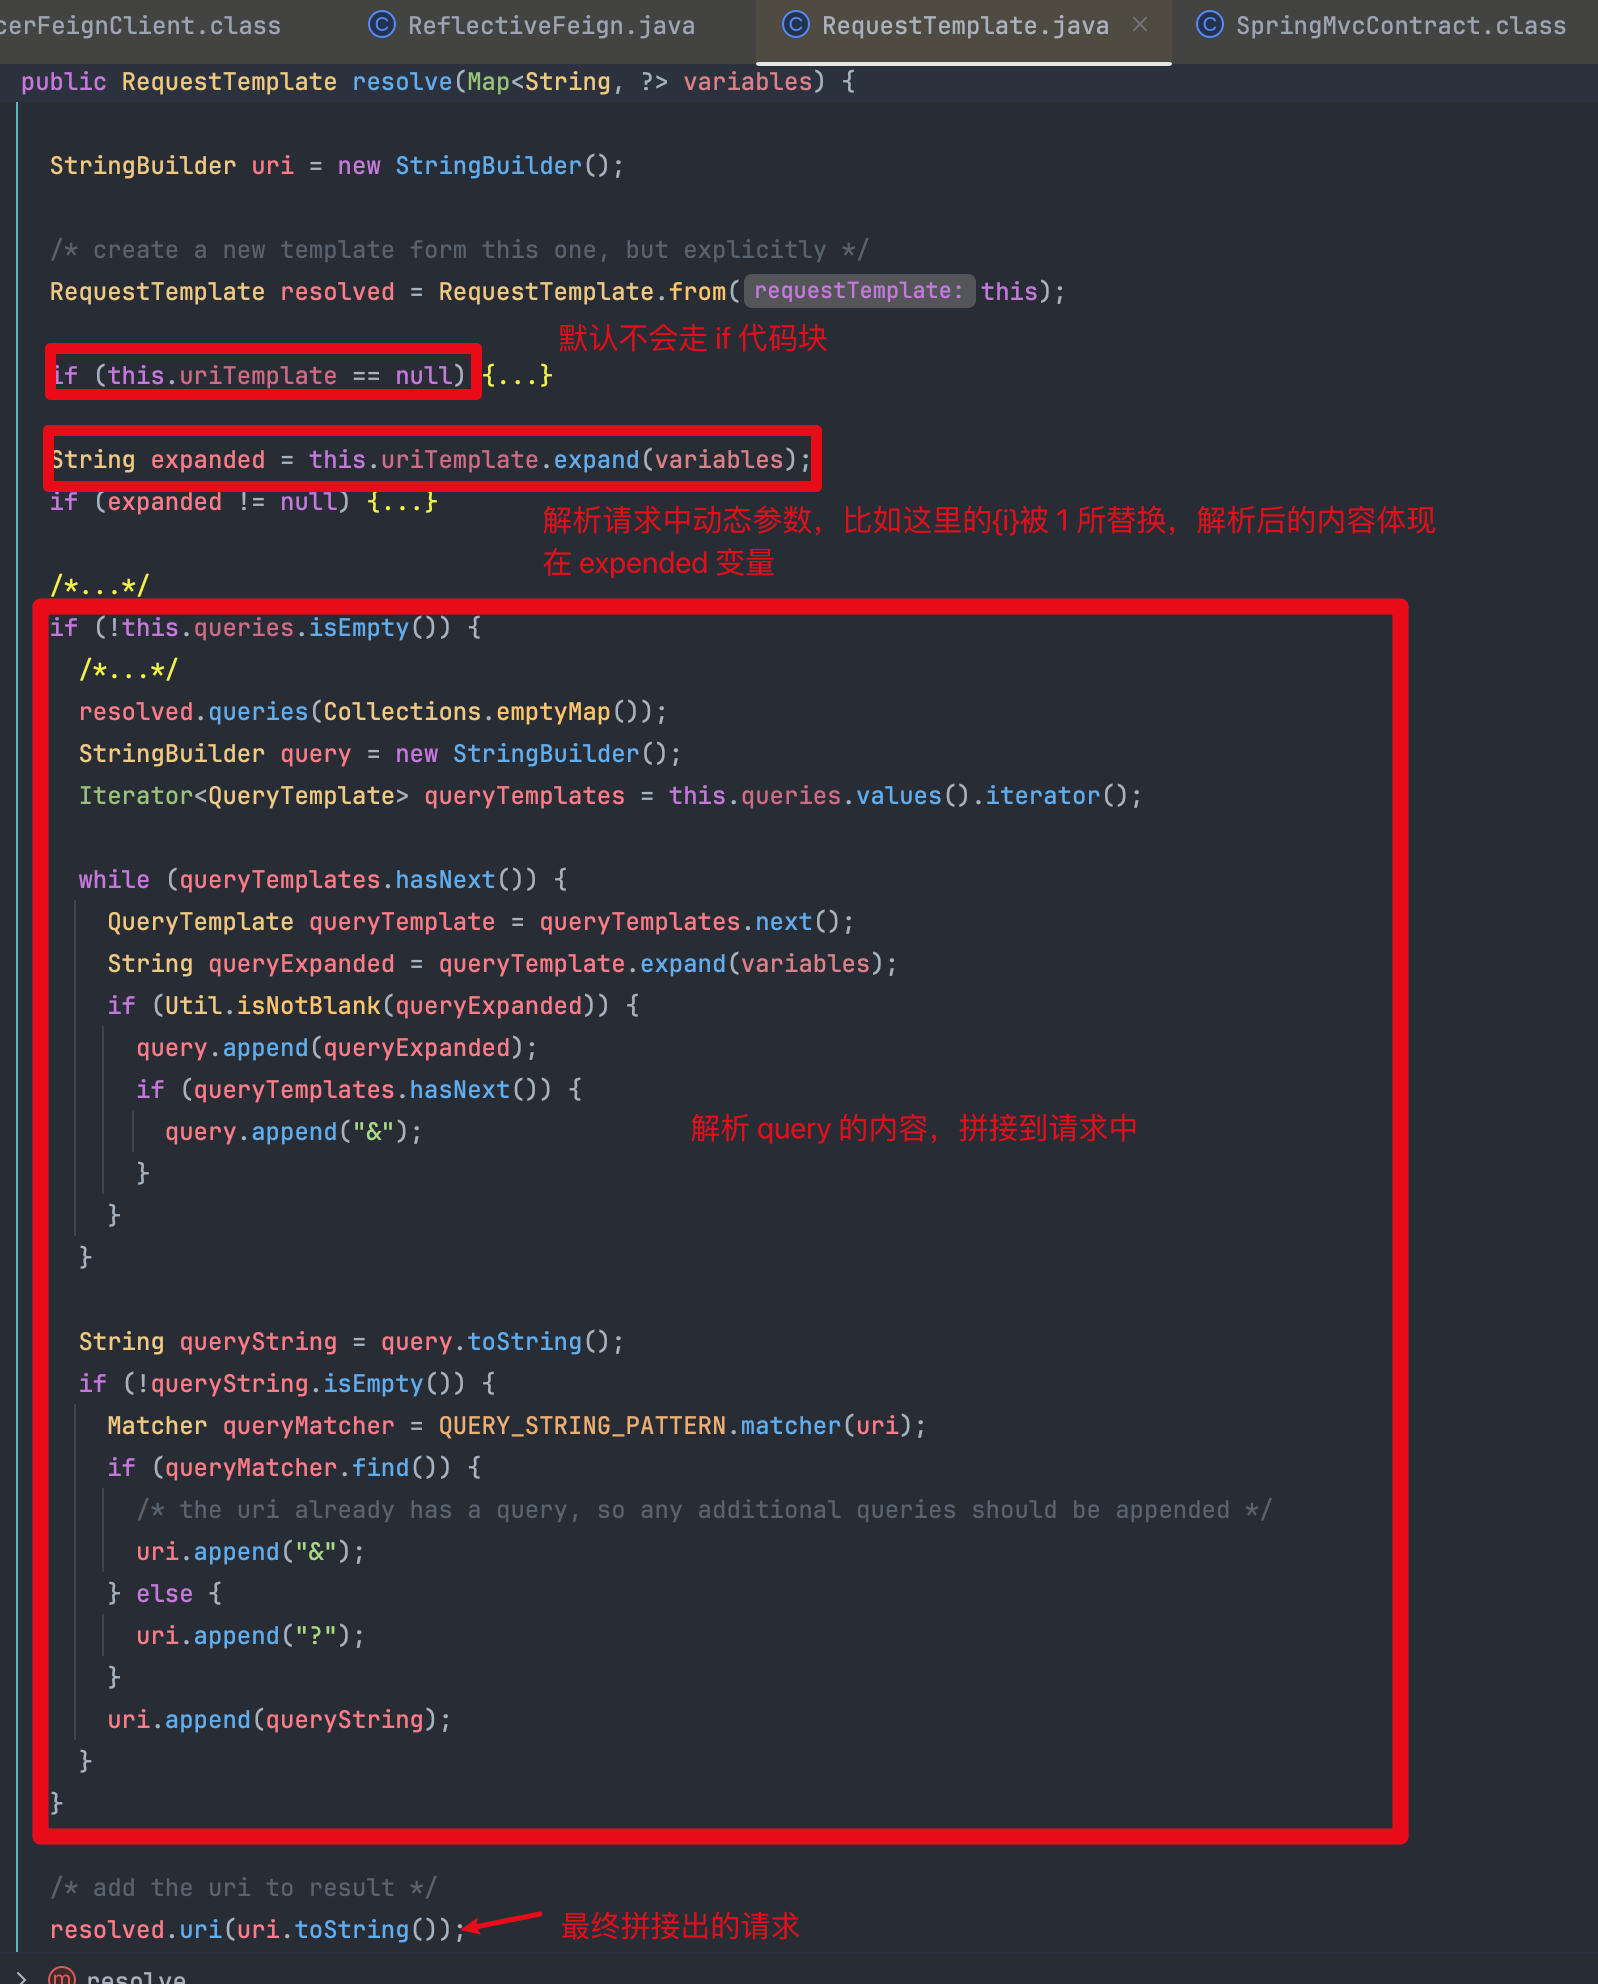 cerFeignClient.class ReflectiveFeign.java RequestTemplate.java SpringMvcContract.class
public RequestTemplate resolve(Map<String, ?> variables) {
StringBuilder uri = new StringBuilder();
/* create a new template form this one, but explicitly */
RequestTemplate resolved = RequestTemplate.from( requestTemplate: this);
默认不会走 if 代码块
if (this.uriTemplate == null) {...}
String expanded = this.uriTemplate.expand(variables);
if (expanded != null) {...}
解析请求中动态参数，比如这里的{i}被 1 所替换，解析后的内容体现
在 expended 变量
/*...*/
if (!this.queries.isEmpty()) {
/*...*/
resolved.queries(Collections.emptyMap());
StringBuilder query = new StringBuilder();
Iterator<QueryTemplate> queryTemplates = this.queries.values().iterator();
while (queryTemplates.hasNext()) {
QueryTemplate queryTemplate = queryTemplates.next();
String queryExpanded = queryTemplate.expand(variables);
if (Util.isNotBlank(queryExpanded)) {
query.append(queryExpanded);
if (queryTemplates.hasNext()) {
query.append("&");
解析 query 的内容，拼接到请求中
}
}
}
String queryString = query.toString();
if (!queryString.isEmpty()) {
Matcher queryMatcher = QUERY_STRING_PATTERN.matcher(uri);
if (queryMatcher.find()) {
/* the uri already has a query, so any additional queries should be appended */
uri.append("&");
} else {
uri.append("?");
}
uri.append(queryString);
}
}
/* add the uri to result */
resolved.uri(uri.toString());
最终拼接出的请求
resolve